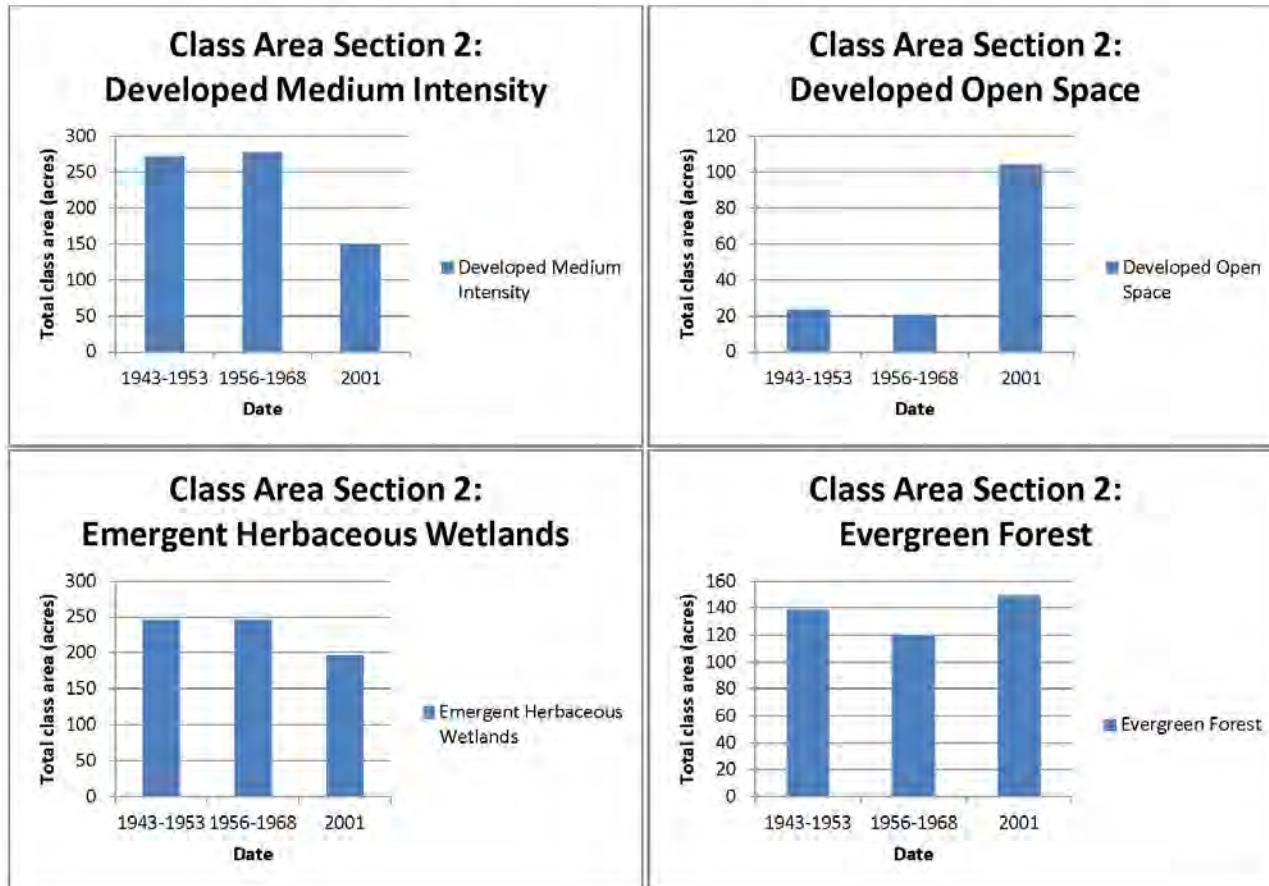 Class Area Section 2:
Developed Medium Intensity
Total class area (acres)
300
250
200
150
100
50
0
1943-1953 1956-1968 2001
Date
Developed Medium
Intensity
Class Area Section 2:
Developed Open Space
Total class area (acres)
120
100
80
60
40
20
0
1943-1953 1956-1968 2001
Date
Developed Open
Space
Class Area Section 2:
Emergent Herbaceous Wetlands
Total class area (acres)
300
250
200
150
100
50
0
1943-1953 1956-1968 2001
Date
Emergent Herbaceous
Wetlands
Class Area Section 2:
Evergreen Forest
Total class area (acres)
160
140
120
100
80
60
40
20
0
1943-1953 1956-1968 2001
Date
Evergreen Forest